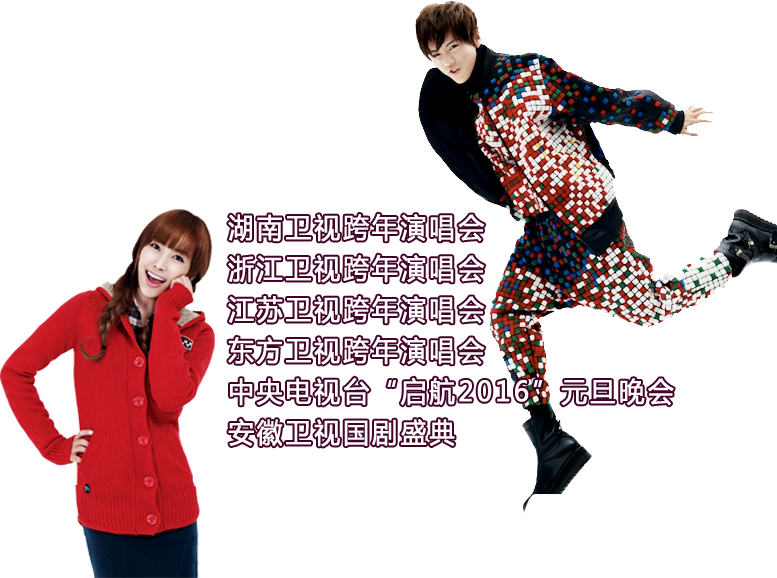 湖南卫视跨年演唱会
浙江卫视跨年演唱会
江苏卫视跨年演唱会
东方卫视跨年演唱会
中央电视台“启航2016”元旦晚会
安徽卫视国剧盛典